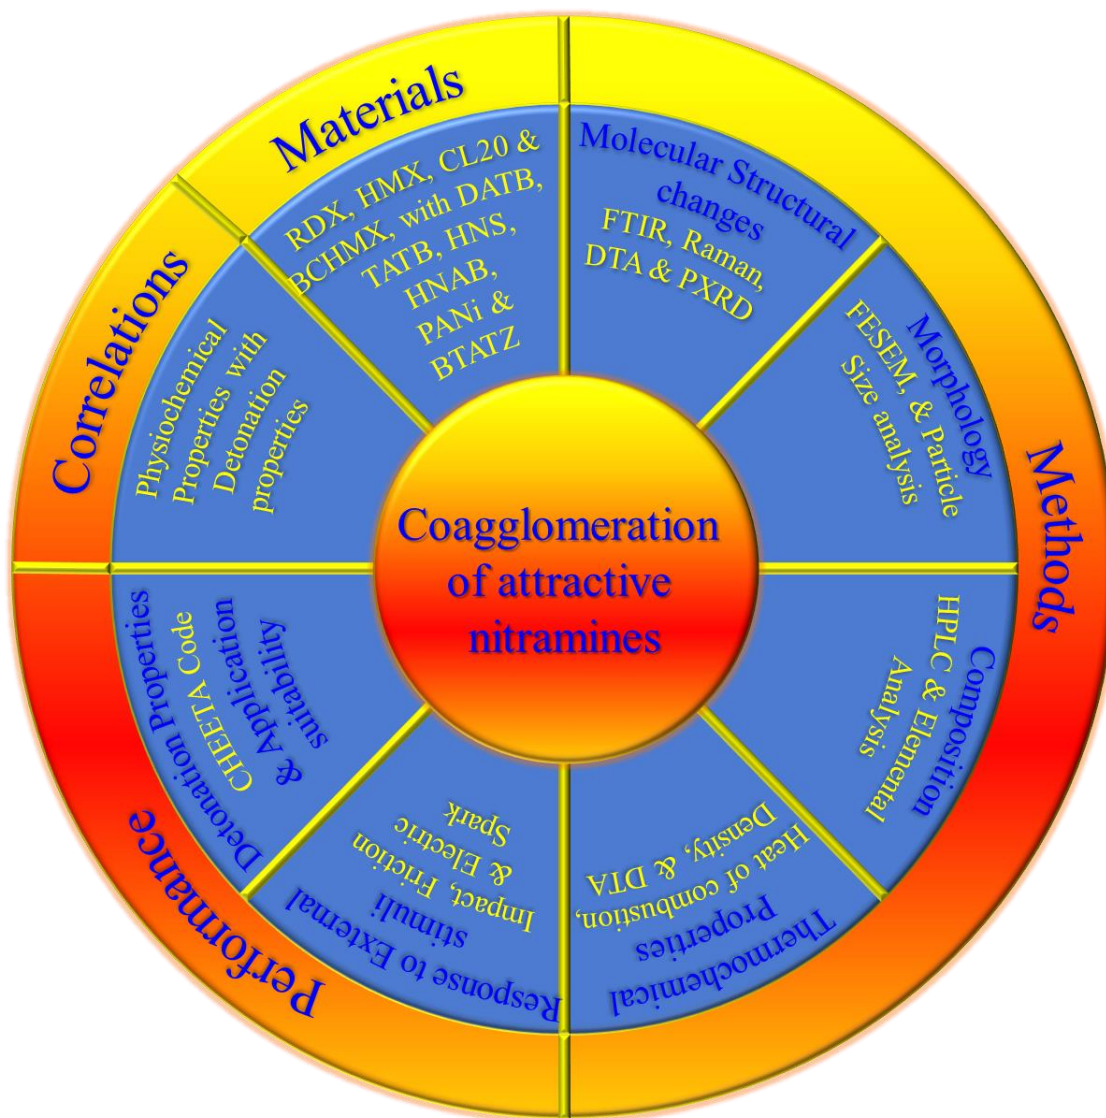 Materials
RDX, HMX, CL20 &
BCHMX, with DATB,
TATB, HNS,
HNAB,
PANi &
BTATZ
Molecular Structural
changes
FTIR, Raman,
DTA & PXRD
Methods
Morphology
FESEM, & Particle
Size analysis
Composition
HPLC & Elemental
Analysis
Thermochemical
Properties
Heat of combustion,
Density, & DTA
Performance
Response to External
stimuli
Impact, Friction
& Electric
Spark
Detonation Properties
& Application
suitability
CHEETA Code
Correlations
Physiochemical
Properties with
Detonation
properties
Coagglomeration
of attractive
nitramines